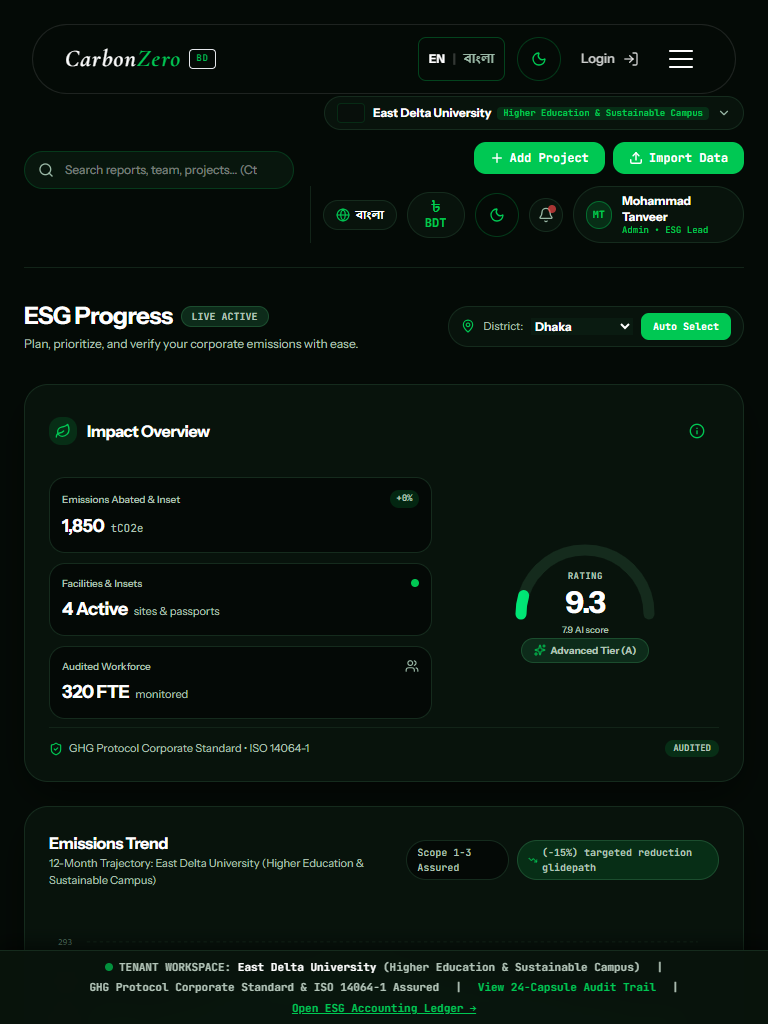 CarbonZero BD
EN | বাংলা
Login
East Delta University Higher Education & Sustainable Campus
Search reports, team, projects... (Ct
+ Add Project
Import Data
বাংলা
৳
BDT
MT
Mohammad
Tanveer
Admin • ESG Lead
ESG Progress LIVE ACTIVE
Plan, prioritize, and verify your corporate emissions with ease.
District: Dhaka
Auto Select
Impact Overview
Emissions Abated & Inset +0%
1,850 tCO2e
Facilities & Insets
4 Active sites & passports
Audited Workforce
320 FTE monitored
RATING
9.3
7.9 AI score
Advanced Tier (A)
GHG Protocol Corporate Standard • ISO 14064-1 AUDITED
Emissions Trend
12-Month Trajectory: East Delta University (Higher Education &
Sustainable Campus)
Scope 1-3
Assured
(-15%) targeted reduction
glidepath
293
TENANT WORKSPACE: East Delta University (Higher Education & Sustainable Campus) |
GHG Protocol Corporate Standard & ISO 14064-1 Assured | View 24-Capsule Audit Trail |
Open ESG Accounting Ledger →